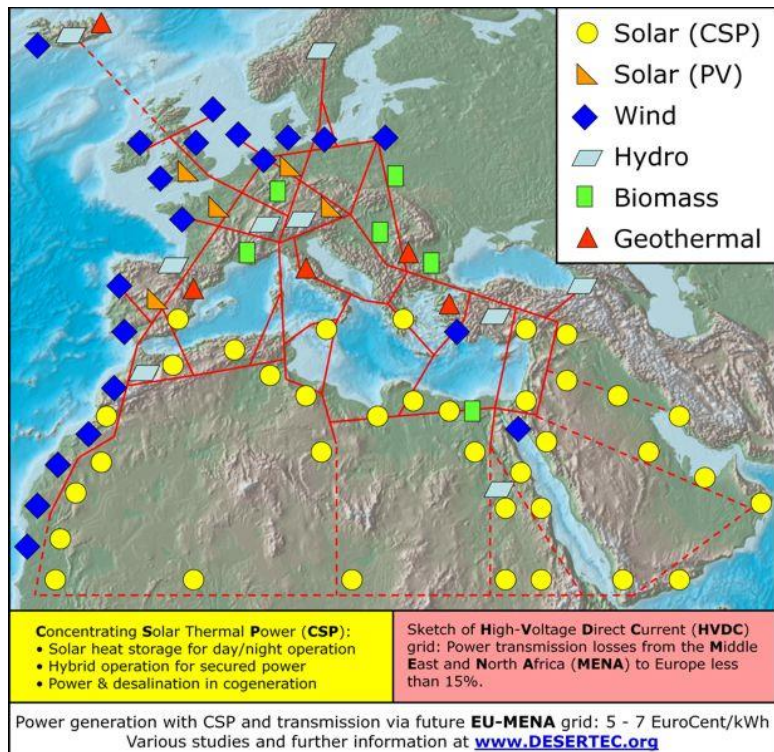 Solar (CSP)
Solar (PV)
Wind
Hydro
Biomass
Geothermal
Concentrating Solar Thermal Power (CSP):
• Solar heat storage for day/night operation
• Hybrid operation for secured power
• Power & desalination in cogeneration
Sketch of High-Voltage Direct Current (HVDC)
grid: Power transmission losses from the Middle
East and North Africa (MENA) to Europe less
than 15%.
Power generation with CSP and transmission via future EU-MENA grid: 5 - 7 EuroCent/kWh
Various studies and further information at www.DESERTEC.org